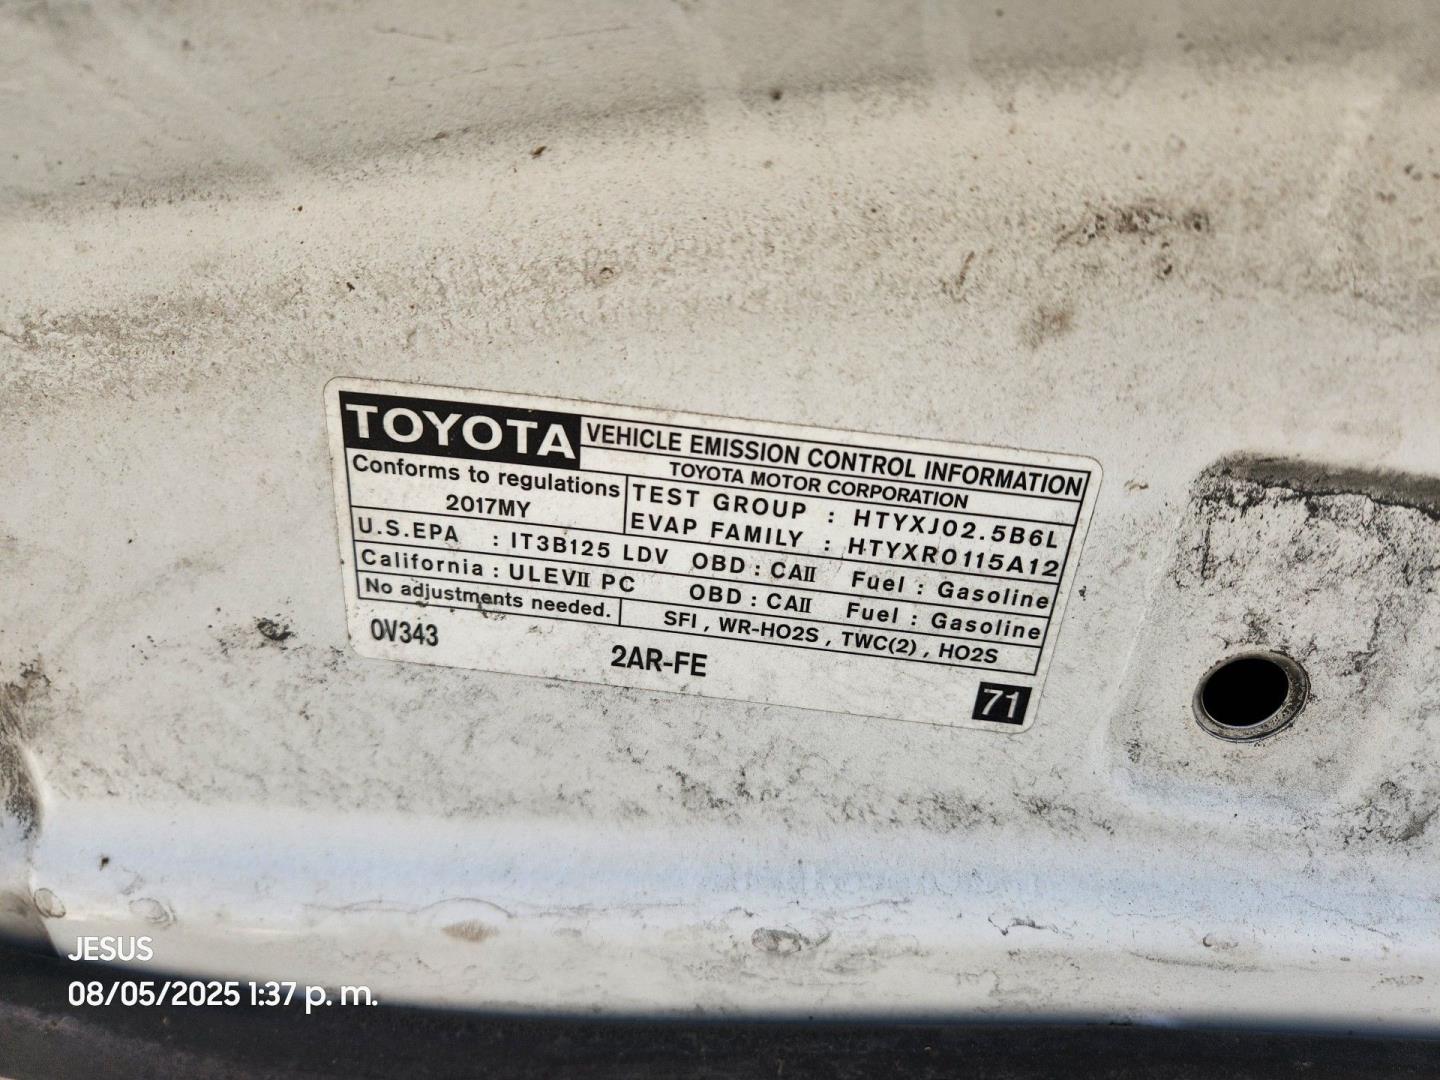 TOYOTA VEHICLE EMISSION CONTROL INFORMATION
TOYOTA MOTOR CORPORATION
Conforms to regulations
2017MY
TEST GROUP : HTYXJ02.5B6L
EVAP FAMILY : HTYXR0115A12
U.S.EPA : IT3B125 LDV OBD : CAII Fuel : Gasoline
California : ULEVII PC OBD : CAII Fuel : Gasoline
No adjustments needed. SFI , WR-HO2S , TWC(2) , HO2S
0V343
2AR-FE
71
JESUS
08/05/2025 1:37 p. m.